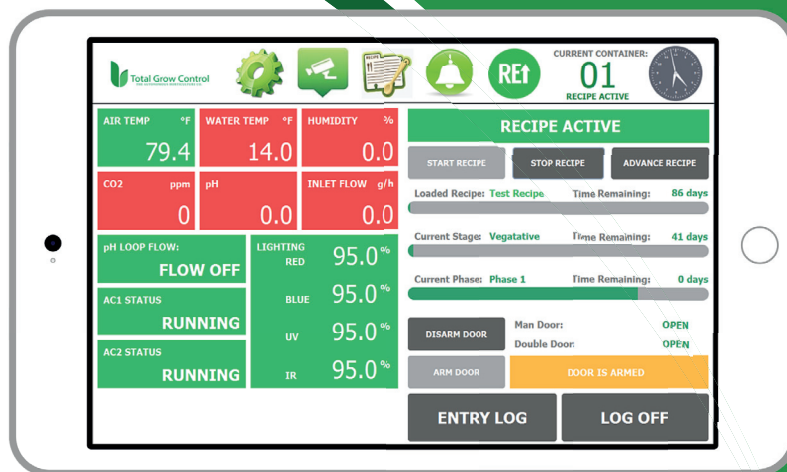 Total Grow Control
CURRENT CONTAINER:
01
RECIPE ACTIVE
RECIPE
REt
AIR TEMP °F
79.4
WATER TEMP °F
14.0
HUMIDITY %
0.0
CO2 ppm
0
pH
0.0
INLET FLOW g/h
0.0
pH LOOP FLOW:
FLOW OFF
AC1 STATUS
RUNNING
AC2 STATUS
RUNNING
LIGHTING
RED 95.0%
BLUE 95.0%
UV 95.0%
IR 95.0%
RECIPE ACTIVE
START RECIPE STOP RECIPE ADVANCE RECIPE
Loaded Recipe: Test Recipe Time Remaining: 86 days
Current Stage: Vegatative Time Remaining: 41 days
Current Phase: Phase 1 Time Remaining: 0 days
DISARM DOOR
Man Door: OPEN
Double Door: OPEN
ARM DOOR
DOOR IS ARMED
ENTRY LOG LOG OFF